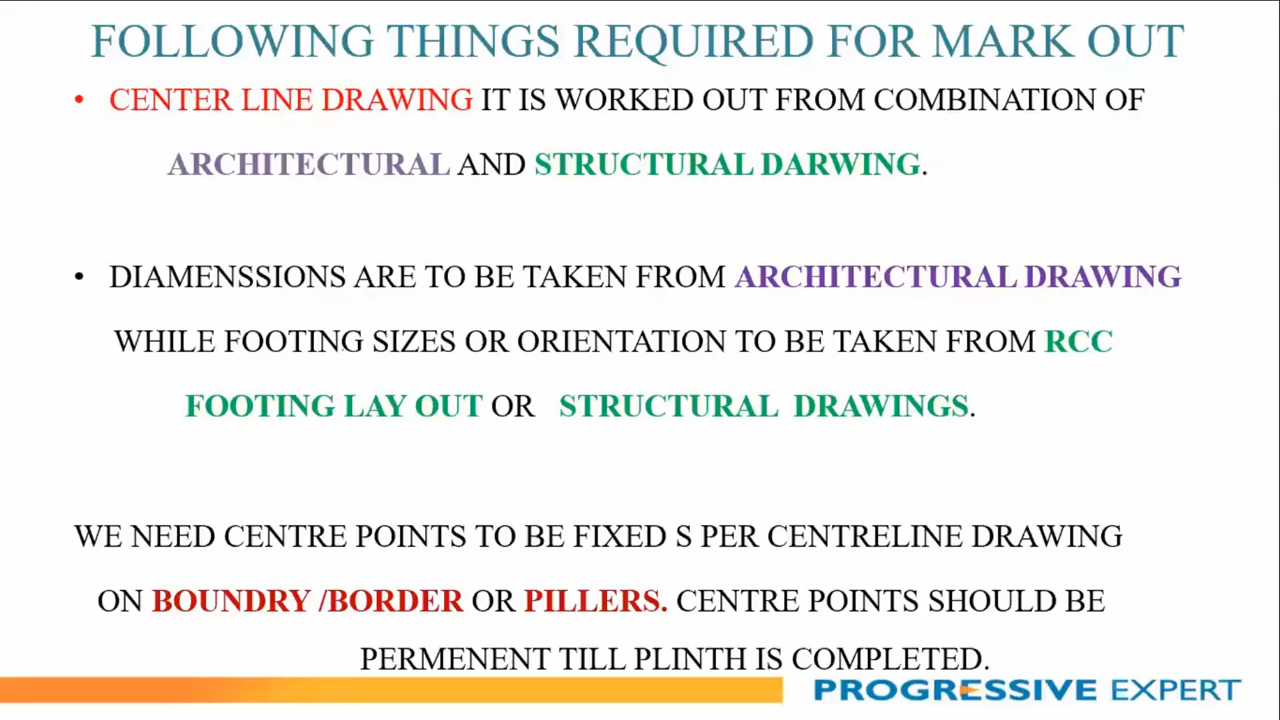 FOLLOWING THINGS REQUIRED FOR MARK OUT
• CENTER LINE DRAWING IT IS WORKED OUT FROM COMBINATION OF
ARCHITECTURAL AND STRUCTURAL DARWING.
• DIAMENSSIONS ARE TO BE TAKEN FROM ARCHITECTURAL DRAWING
WHILE FOOTING SIZES OR ORIENTATION TO BE TAKEN FROM RCC
FOOTING LAY OUT OR STRUCTURAL DRAWINGS.
WE NEED CENTRE POINTS TO BE FIXED S PER CENTRELINE DRAWING
ON BOUNDRY /BORDER OR PILLERS. CENTRE POINTS SHOULD BE
PERMENENT TILL PLINTH IS COMPLETED.
PROGRESSIVE EXPERT